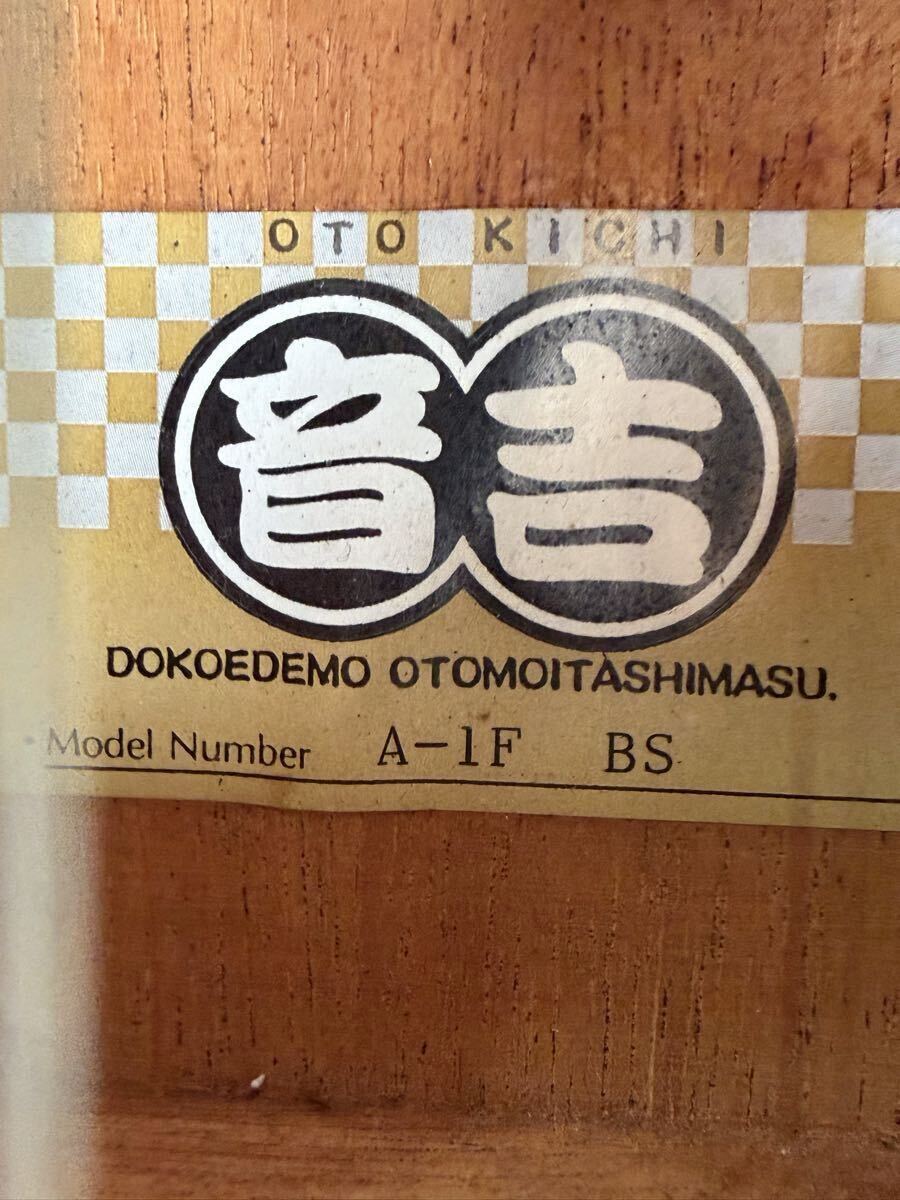 OTO KICHI
音吉
DOKOEDEMO OTOMOITASHIMASU.
Model Number A-1F BS